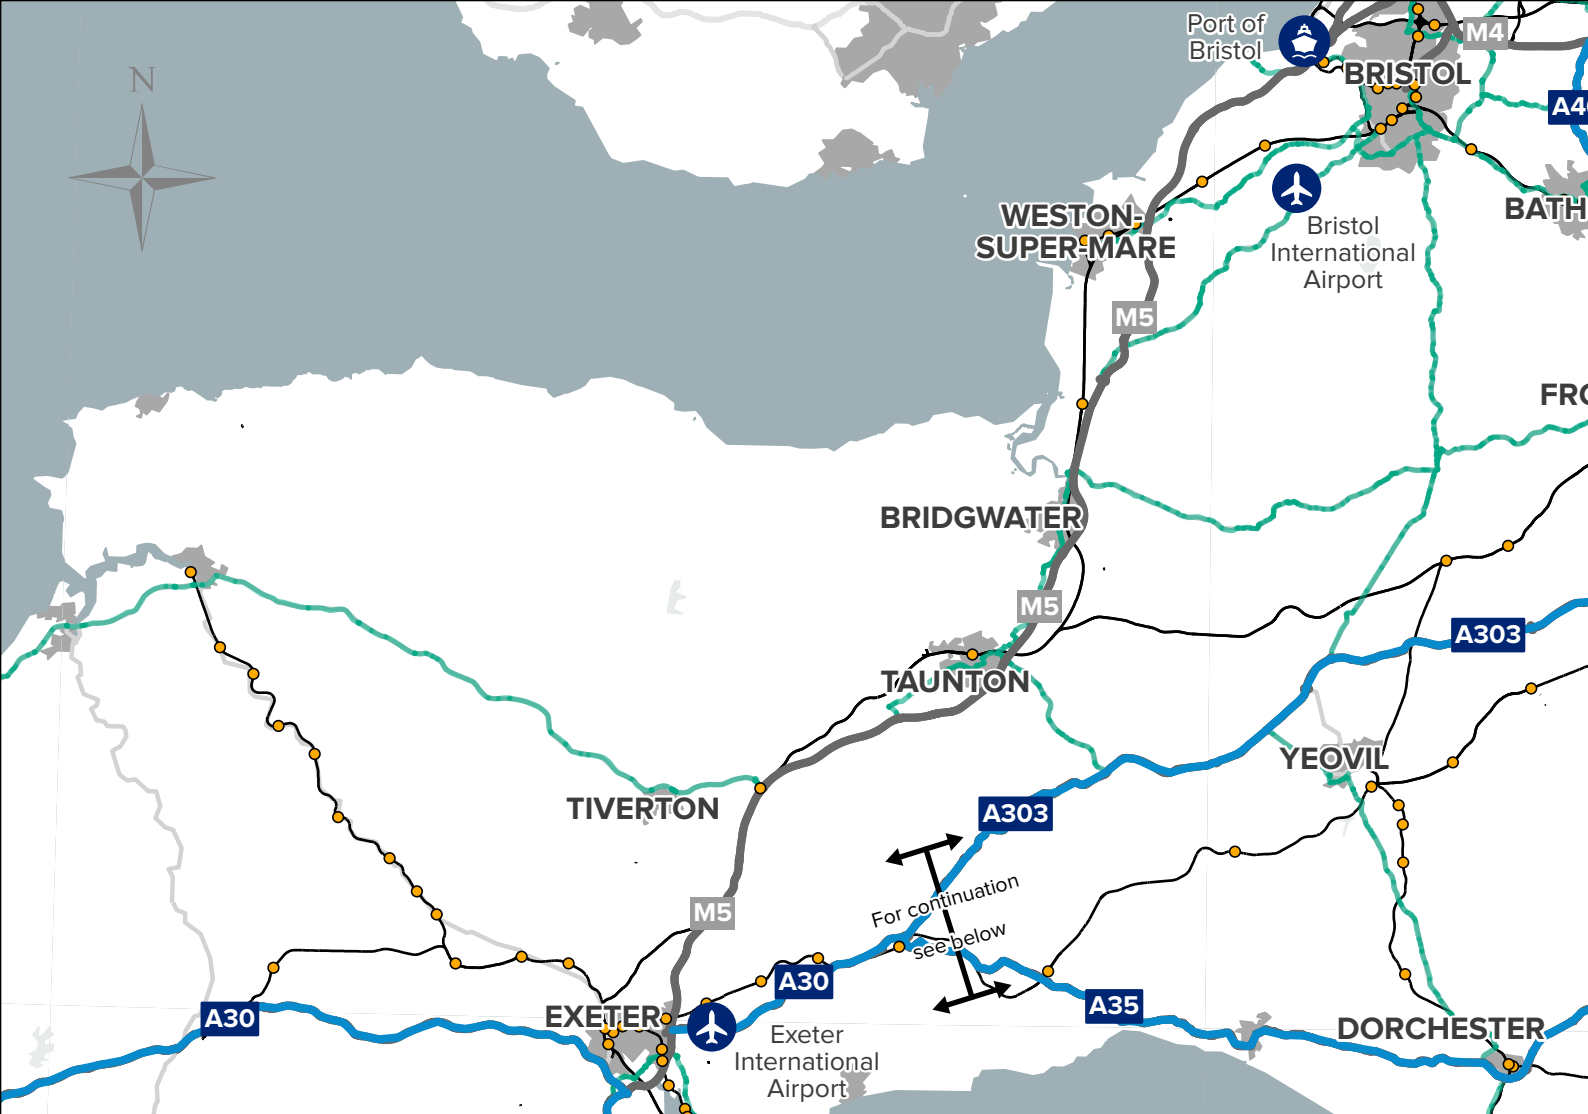 Port of
Bristol
M4
BRISTOL
N
A4
BATH
WESTON-
SUPER-MARE
Bristol
International
Airport
M5
FRO
BRIDGWATER
M5
A303
TAUNTON
YEOVIL
TIVERTON
A303
For continuation
see below
M5
A30
A35
A30
EXETER
Exeter
International
Airport
DORCHESTER